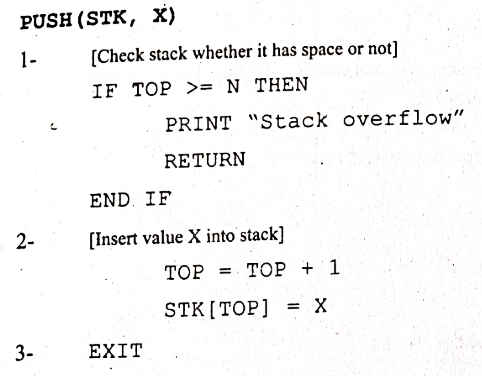 PUSH(STK, X)
1- [Check stack whether it has space or not]
IF TOP >= N THEN
PRINT “Stack overflow”
RETURN
END IF
2- [Insert value X into stack]
TOP = TOP + 1
STK[TOP] = X
3- EXIT